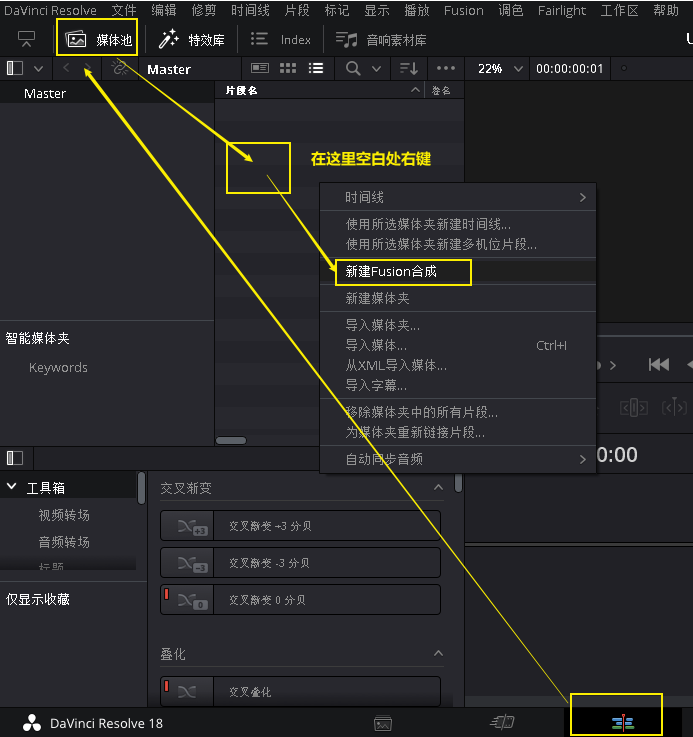 DaVinci Resolve 文件 编辑 修剪 时间线 片段 标记 显示 播放 Fusion 调色 Fairlight 工作区 帮助
媒体池 特效库 Index 音响素材库
Master 22% 00:00:00:01
Master
片段名 卷名
在这里空白处右键
时间线
使用所选媒体夹新建时间线...
使用所选媒体夹新建多机位片段...
新建Fusion合成
新建媒体夹
导入媒体夹...
导入媒体... Ctrl+I
从XML导入媒体...
导入字幕...
移除媒体夹中的所有片段...
为媒体夹重新链接片段...
自动同步音频
智能媒体夹
Keywords
:00
工具箱
视频转场
音频转场
标题
仅显示收藏
交叉渐变
+3 交叉渐变 +3 分贝
-3 交叉渐变 -3 分贝
0 交叉渐变 0 分贝
叠化
交叉叠化
DaVinci Resolve 18